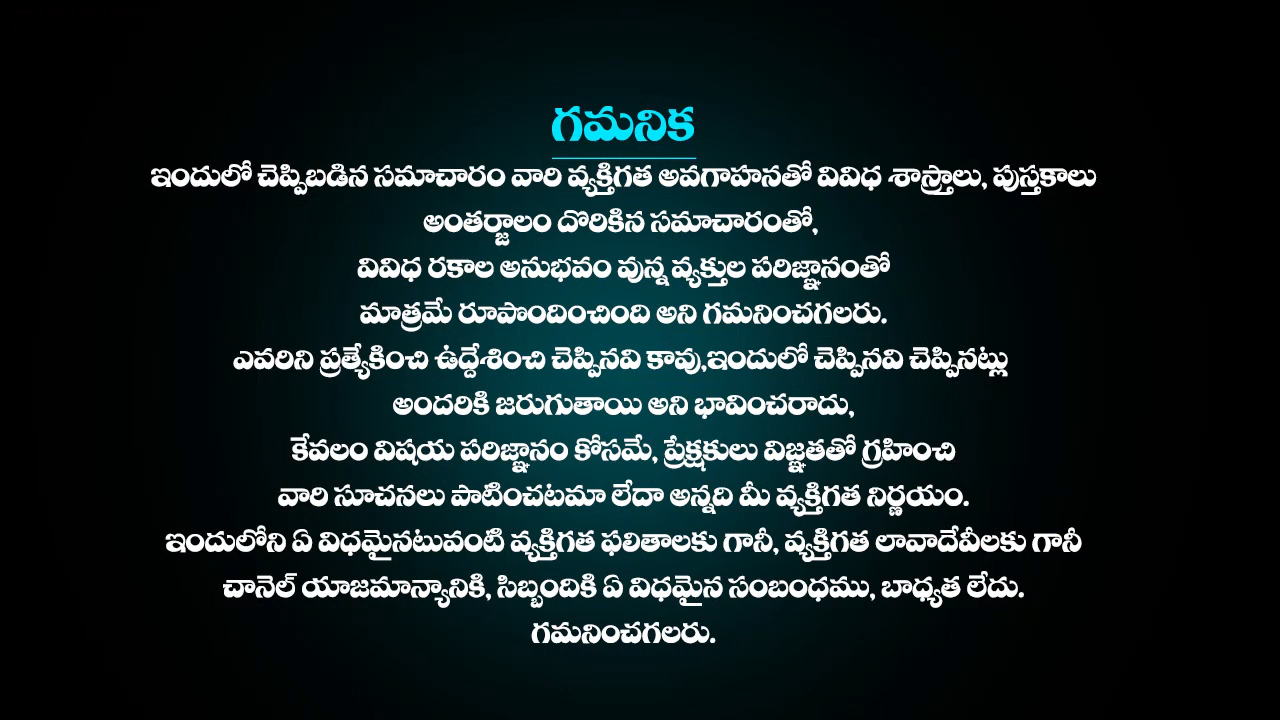 గమనిక
ఇందులో చెప్పిబడిన సమాచారం వారి వ్యక్తిగత అవగాహనతో వివిధ శాస్త్రాలు, పుస్తకాలు
అంతర్జాలం దొరికిన సమాచారంతో,
వివిధ రకాల అనుభవం వున్న వ్యక్తుల పరిజ్ఞానంతో
మాత్రమే రూపొందించింది అని గమనించగలరు.
ఎవరిని ప్రత్యేకించి ఉద్దేశించి చెప్పినవి కావు,ఇందులో చెప్పినవి చెప్పినట్లు
అందరికి జరుగుతాయి అని భావించరాదు,
కేవలం విషయ పరిజ్ఞానం కోసమే, ప్రేక్షకులు విజ్ఞతతో గ్రహించి
వారి సూచనలు పాటించటమా లేదా అన్నది మీ వ్యక్తిగత నిర్ణయం.
ఇందులోని ఏ విధమైనటువంటి వ్యక్తిగత ఫలితాలకు గానీ, వ్యక్తిగత లావాదేవీలకు గానీ
చానెల్ యాజమాన్యానికి, సిబ్బందికి ఏ విధమైన సంబంధము, బాధ్యత లేదు.
గమనించగలరు.